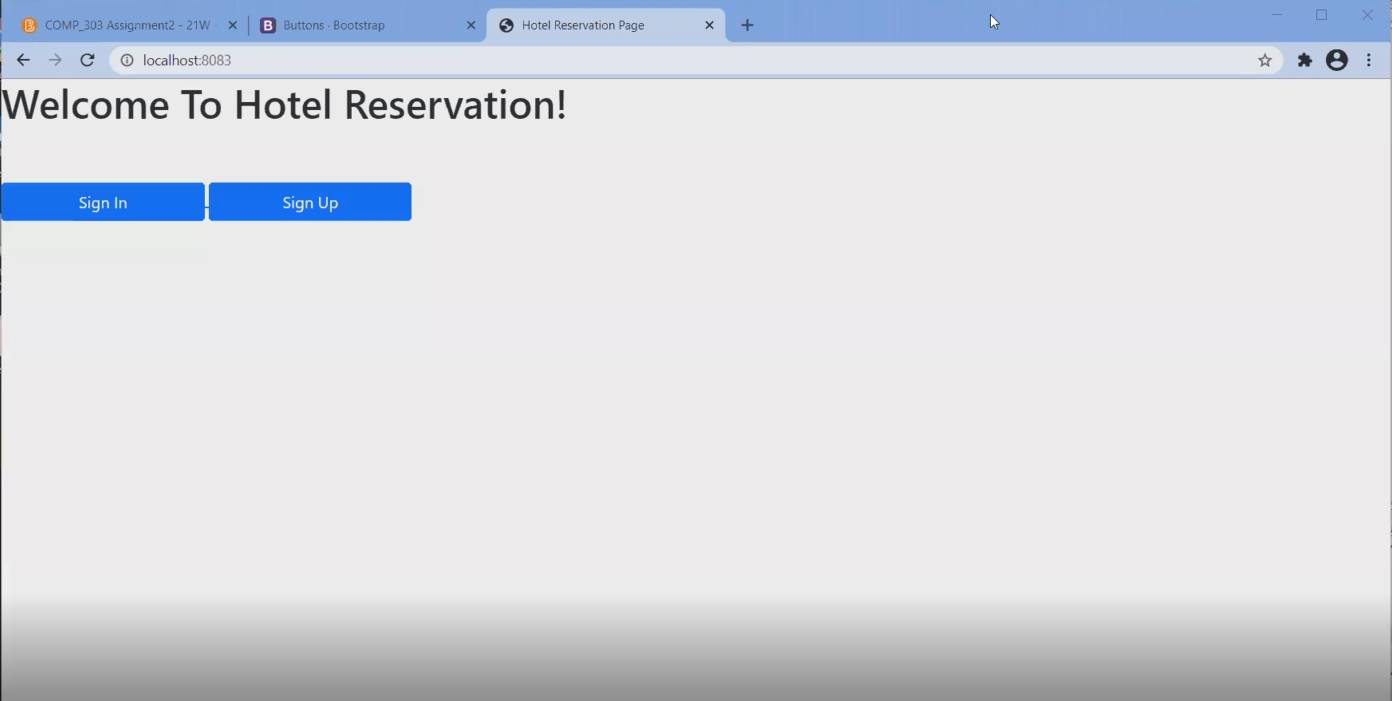 COMP_303 Assignment2 - 21W -
Buttons · Bootstrap
Hotel Reservation Page
localhost:8083
Welcome To Hotel Reservation!
Sign In
Sign Up